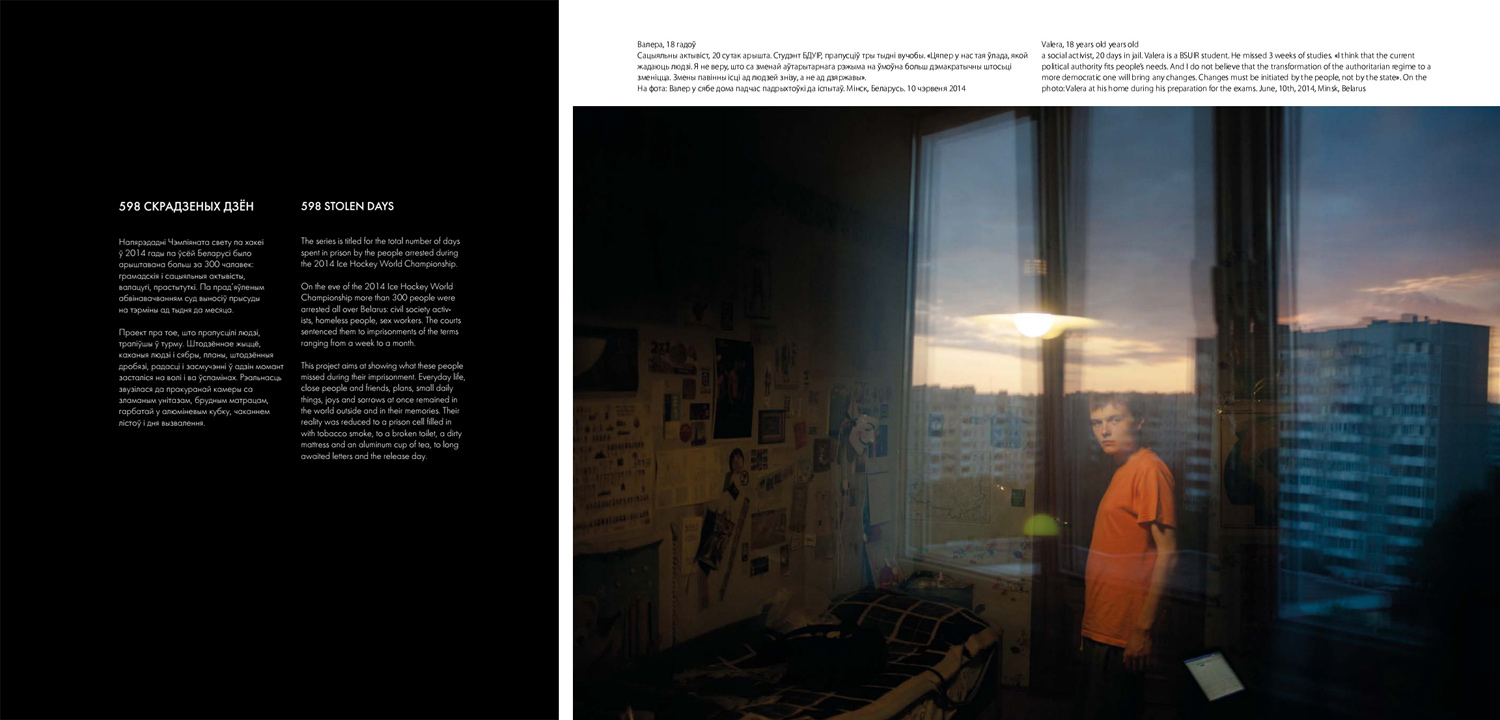 598 СКРАДЗЕНЫХ ДЗЁН
Напярэдадні Чэмпіяната свету па хакеі
ў 2014 гады па ўсёй Беларусі было
арыштавана больш за 300 чалавек:
грамадскія і сацыяльныя актывісты,
валацугі, прастытуткі. Па прад'яўленым
абвінавачванням суд выносіў прысуды
на тэрміны ад тыдня да месяца.
Праект пра тое, што прапусцілі людзі,
трапіўшы ў турму. Штодзённае жыццё,
каханыя людзі і сябры, планы, штодзённыя
дробязі, радасці і засмучэнні ў адзін момант
засталіся на волі і ва ўспамінах. Рэальнасць
звузілася да пракуранай камеры са
зламаным унітазам, брудным матрацам,
гарбатай у алюміневым кубку, чаканнем
лістоў і дня вызвалення.
598 STOLEN DAYS
The series is titled for the total number of days
spent in prison by the people arrested during
the 2014 Ice Hockey World Championship.
On the eve of the 2014 Ice Hockey World
Championship more than 300 people were
arrested all over Belarus: civil society activ-
ists, homeless people, sex workers. The courts
sentenced them to imprisonments of the terms
ranging from a week to a month.
This project aims at showing what these people
missed during their imprisonment. Everyday life,
close people and friends, plans, small daily
things, joys and sorrows at once remained in
the world outside and in their memories. Their
reality was reduced to a prison cell filled in
with tobacco smoke, to a broken toilet, a dirty
mattress and an aluminum cup of tea, to long
awaited letters and the release day.
Валера, 18 гадоў
Сацыяльны актывіст, 20 сутак арышта. Студэнт БДУІР, прапусціў тры тыдні вучобы. «Цяпер у нас тая ўлада, якой
жадаюць людзі. Я не веру, што са зменай аўтарытарнага рэжыма на ўмоўна больш дэмакратычны штосьці
зменіцца. Змены павінны ісці ад людзей знізу, а не ад дзяржавы».
На фота: Валер у сябе дома падчас падрыхтоўкі да іспытаў. Мінск, Беларусь. 10 чэрвеня 2014
Valera, 18 years old years old
a social activist, 20 days in jail. Valera is a BSUIR student. He missed 3 weeks of studies. «I think that the current
political authority fits people's needs. And I do not believe that the transformation of the authoritarian regime to a
more democratic one will bring any changes. Changes must be initiated by the people, not by the state». On the
photo: Valera at his home during his preparation for the exams. June, 10th, 2014, Minsk, Belarus